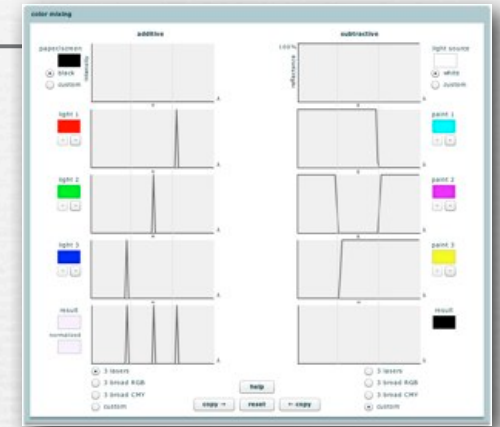 color mixing
additive
subtractive
paper/screen
black
custom
100%
light source
white
custom
light 1
paint 1
light 2
paint 2
light 3
paint 3
result
normalized
result
3 lasers
3 broad RGB
3 broad CMY
custom
help
copy →
reset
← copy
3 lasers
3 broad RGB
3 broad CMY
custom